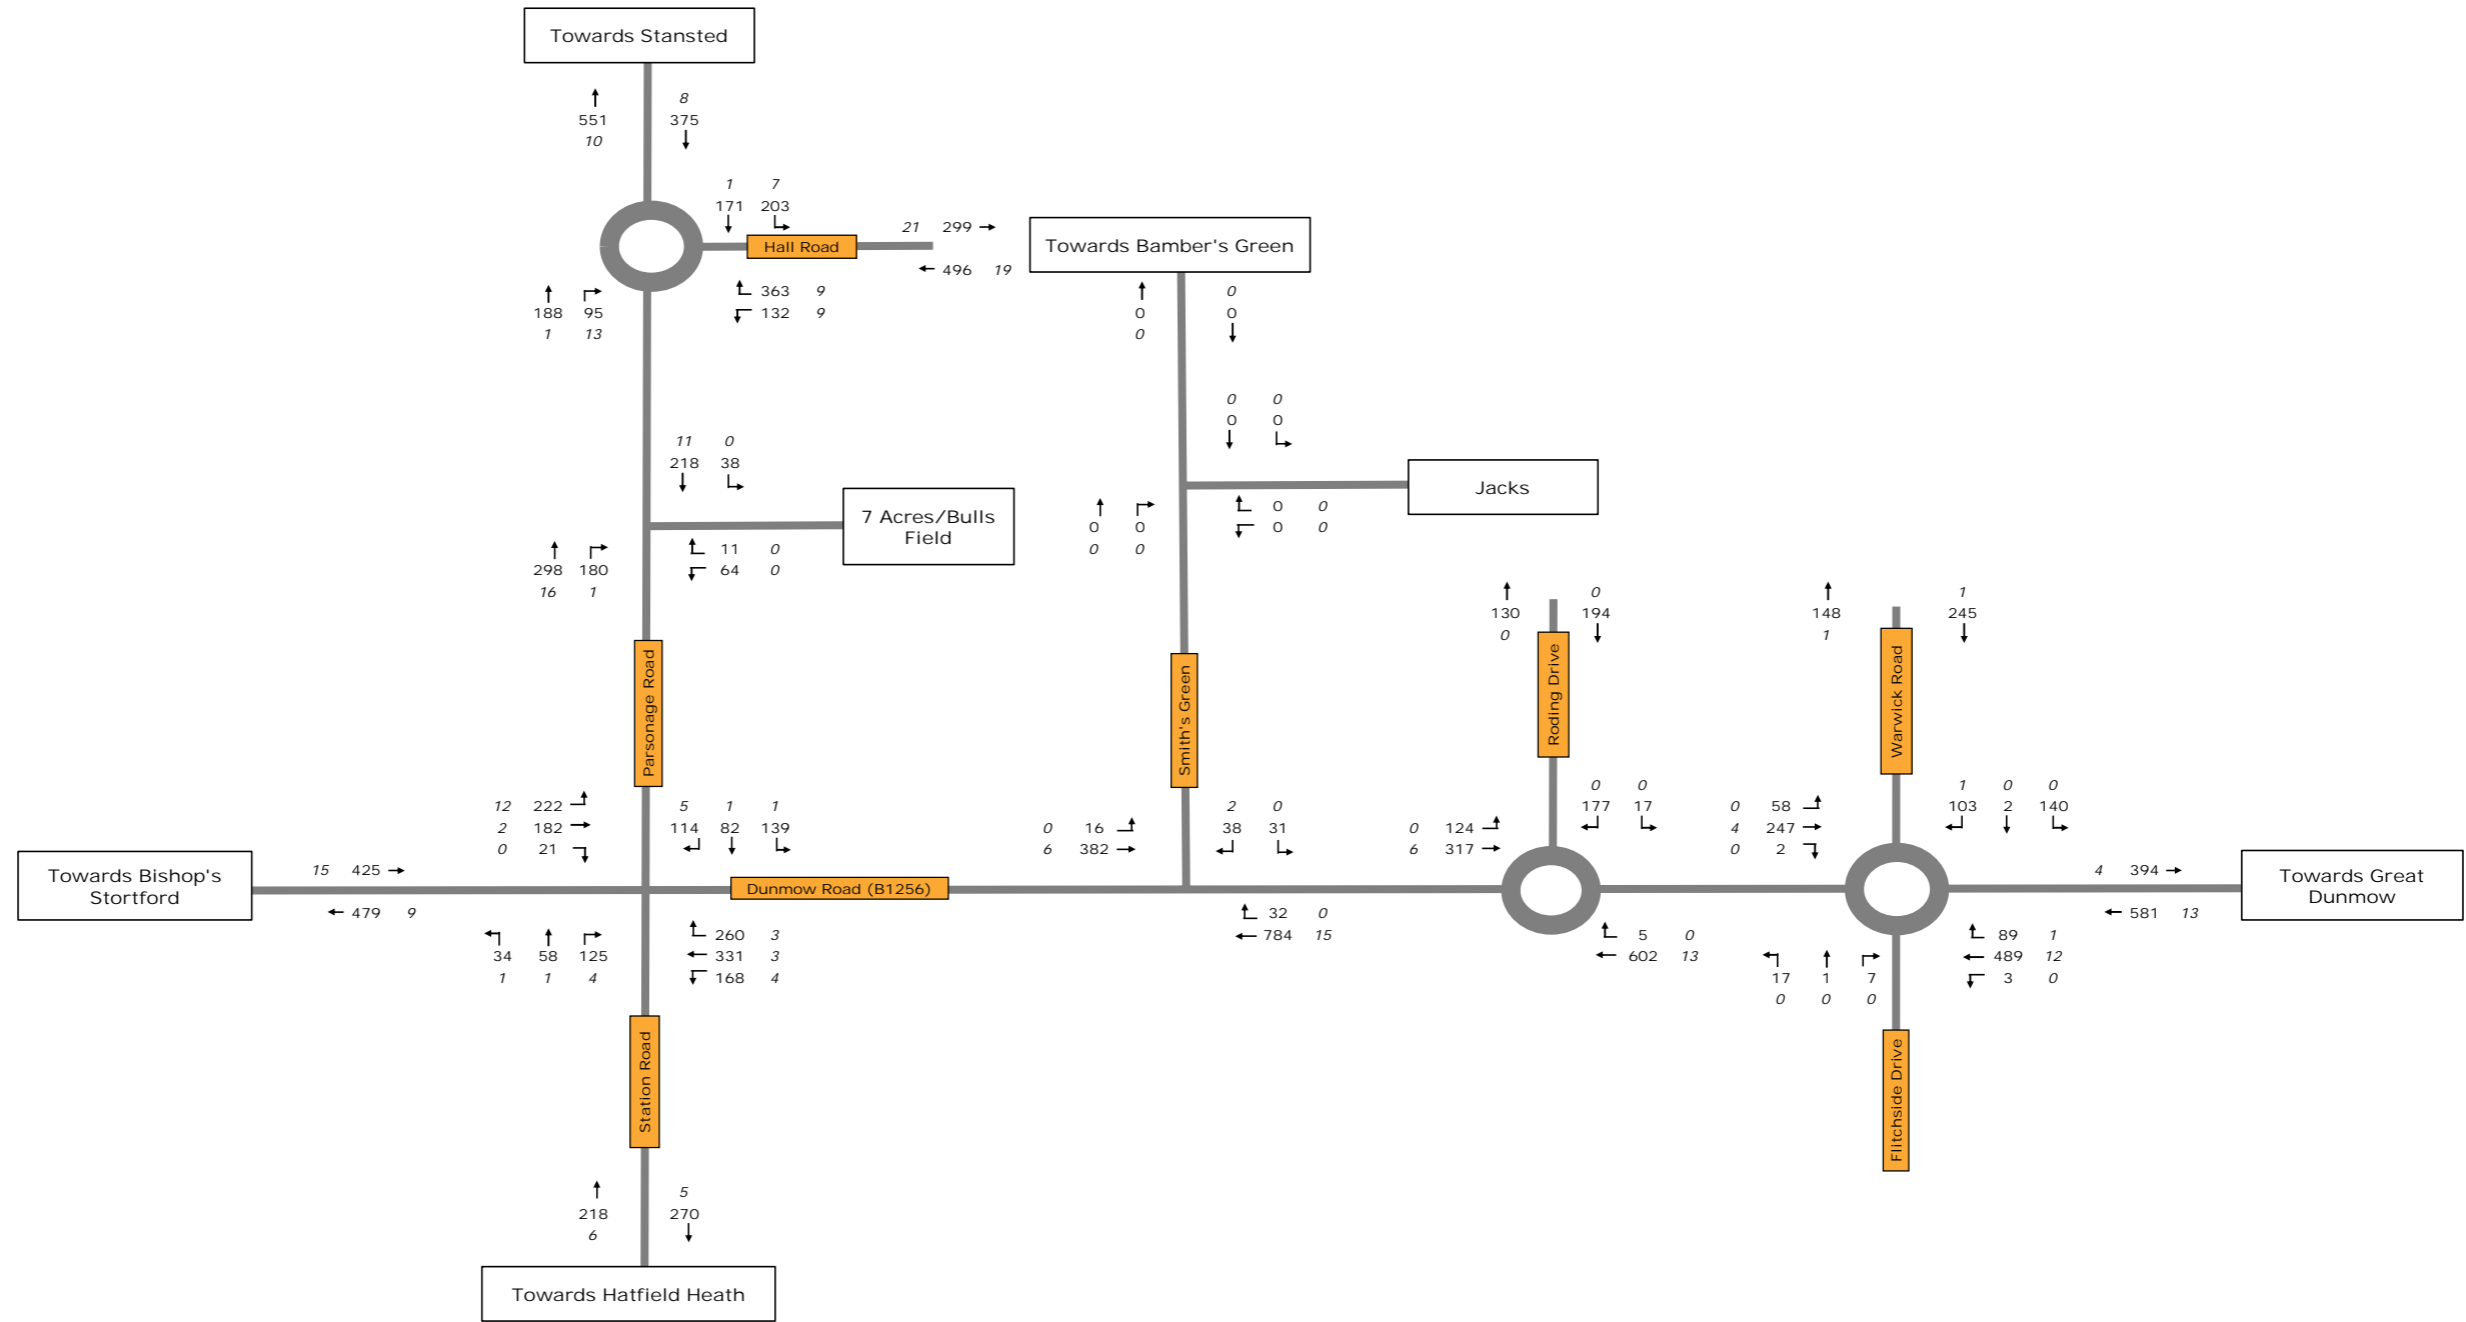 Towards Stansted
8
551 375
10
1 7
171 203
Hall Road
21 299
496 19
188 95
1 13
363 9
132 9
Towards Bamber's Green
0
0 0
0
0 0
0 0
11 0
218 38
7 Acres/Bulls
Field
Jacks
298 180
16 1
11 0
64 0
0 0
0 0
0 0
0 0
0
130 194
0
1
148 245
1
Parsonage Road
Smith's Green
Roding Drive
Warwick Road
12 222
2 182
0 21
5 1 1
114 82 139
0 16
6 382
2 0
38 31
0 124
6 317
0 0
177 17
0 58
4 247
0 2
1 0 0
103 2 140
Towards Bishop's
Stortford
15 425
479 9
Dunmow Road (B1256)
4 394
581 13
Towards Great
Dunmow
34 58 125
1 1 4
260 3
331 3
168 4
32 0
784 15
5 0
602 13
17 1 7
0 0 0
89 1
489 12
3 0
Station Road
Flitchside Drive
5
218 270
6
Towards Hatfield Heath